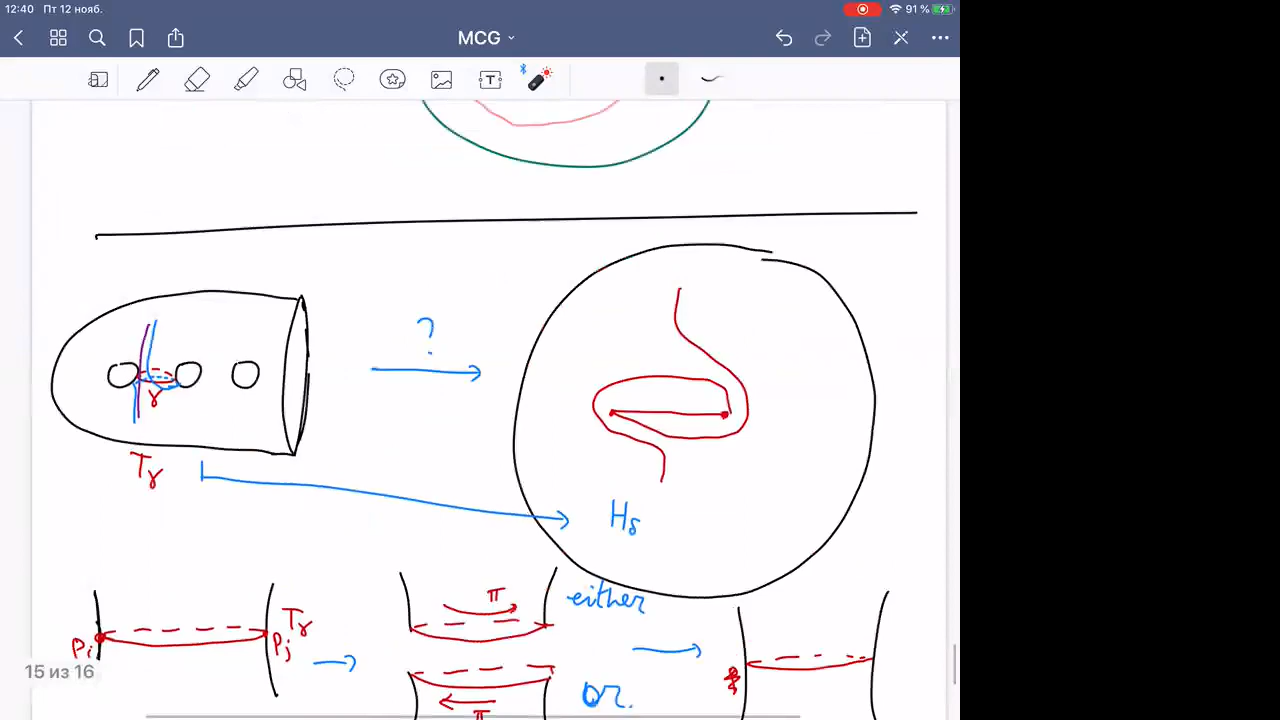 12:40 Пт 12 нояб. 91 %
MCG
T
?
γ
T_γ
H_δ
π
either
P_i
P_j
T_γ
π
or.
15 из 16